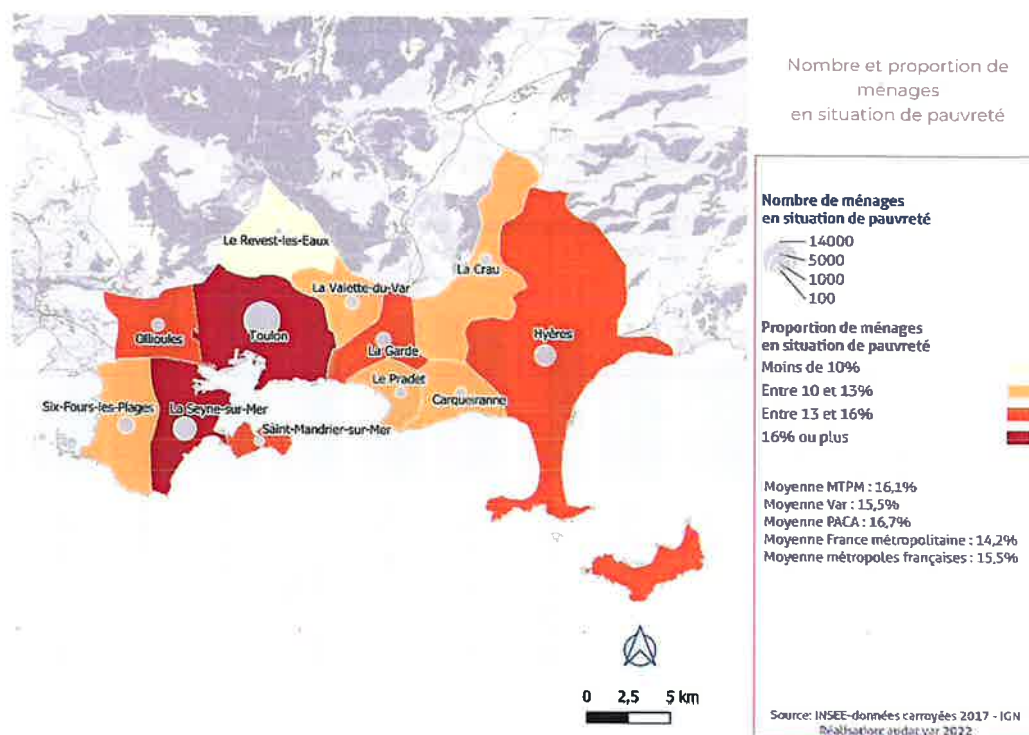 Nombre et proportion de
ménages
en situation de pauvreté
Nombre de ménages
en situation de pauvreté
14000
5000
1000
100
Proportion de ménages
en situation de pauvreté
Moins de 10%
Entre 10 et 13%
Entre 13 et 16%
16% ou plus
Moyenne MTPM : 16,1%
Moyenne Var : 15,5%
Moyenne PACA : 16,7%
Moyenne France métropolitaine : 14,2%
Moyenne métropoles françaises : 15,5%
Le Revest-les-Eaux
La Crau
La Valette-du-Var
Ollioules
Toulon
Hyères
La Garde
Le Pradet
Carqueiranne
Six-Fours-les-Plages
La Seyne-sur-Mer
Saint-Mandrier-sur-Mer
0 2,5 5 km
Source: INSEE-données carroyées 2017 - IGN
Réalisation: audat.var 2022